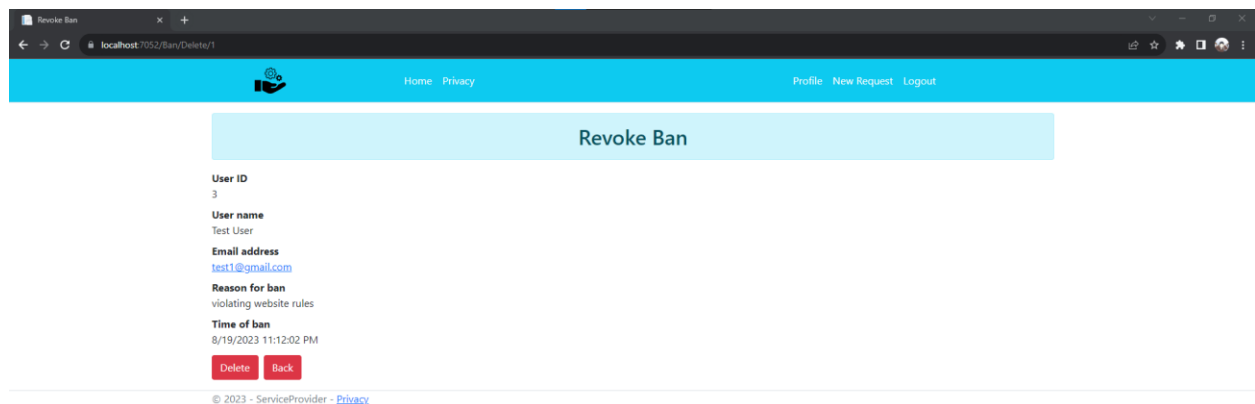 Revoke Ban
localhost:7052/Ban/Delete/1
Home Privacy Profile New Request Logout
Revoke Ban
User ID
3
User name
Test User
Email address
test1@gmail.com
Reason for ban
violating website rules
Time of ban
8/19/2023 11:12:02 PM
Delete Back
© 2023 - ServiceProvider - Privacy